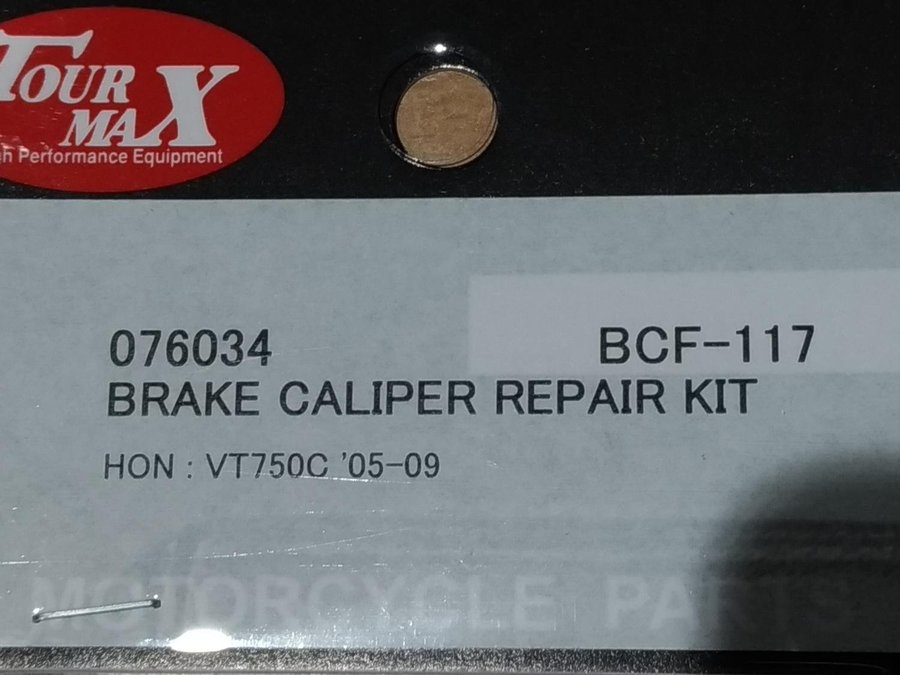 TOUR
MAX
h Performance Equipment
076034 BCF-117
BRAKE CALIPER REPAIR KIT
HON : VT750C '05-09
MOTORCYCLE PARTS